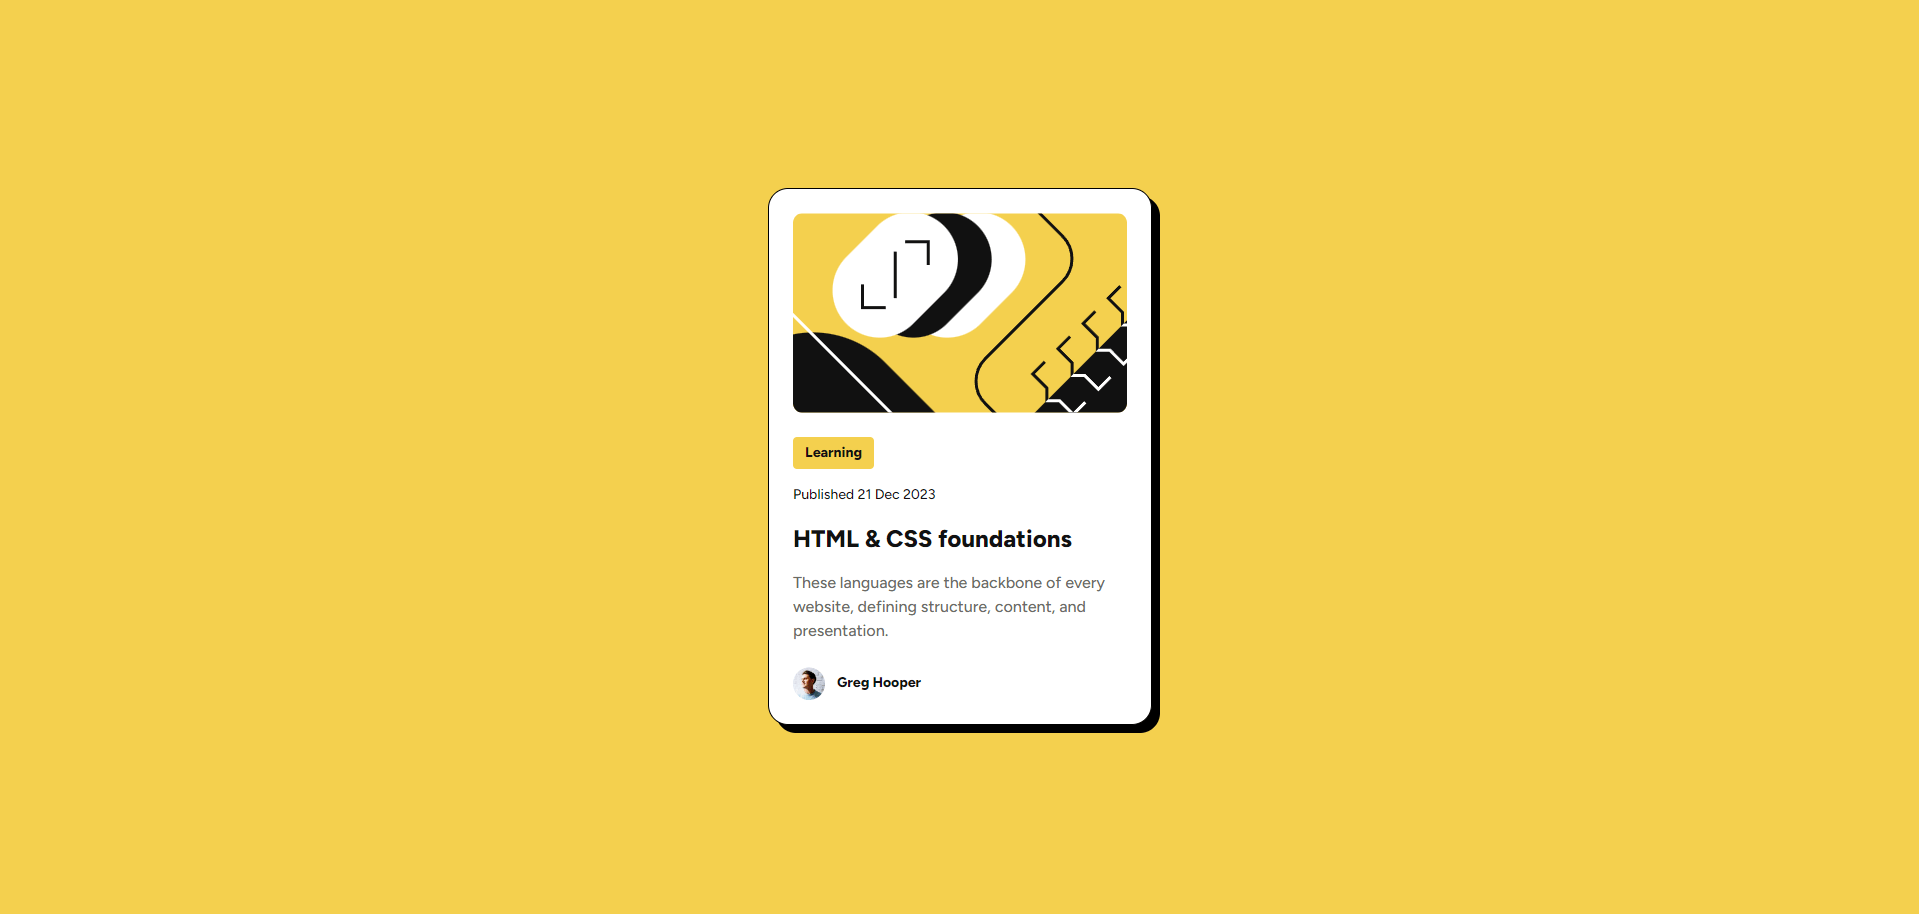 Learning
Published 21 Dec 2023
HTML & CSS foundations
These languages are the backbone of every
website, defining structure, content, and
presentation.
Greg Hooper